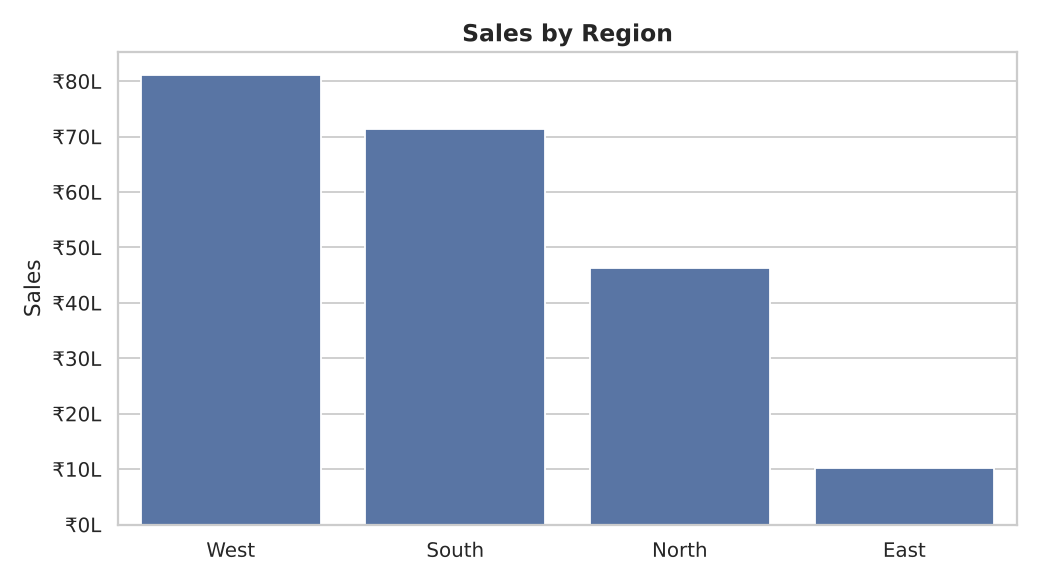 Sales by Region
Sales
₹80L
₹70L
₹60L
₹50L
₹40L
₹30L
₹20L
₹10L
₹0L
West
South
North
East